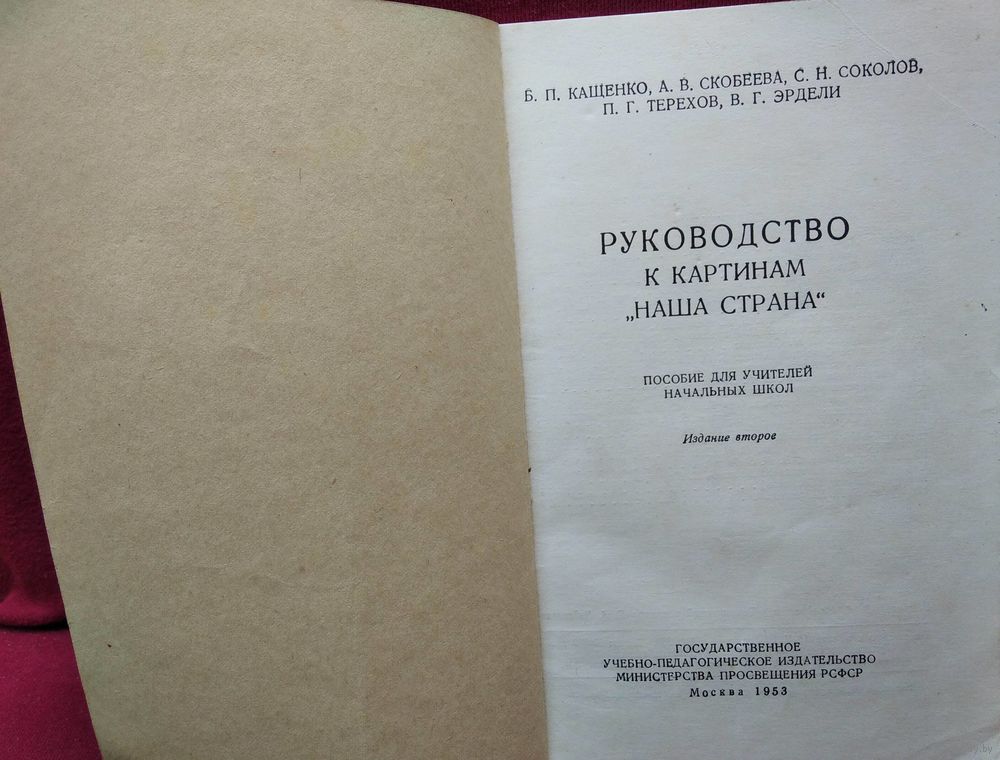 Б. П. КАЩЕНКО, А. В. СКОБЕЕВА, С. Н. СОКОЛОВ,
П. Г. ТЕРЕХОВ, В. Г. ЭРДЕЛИ
РУКОВОДСТВО
К КАРТИНАМ
„НАША СТРАНА“
ПОСОБИЕ ДЛЯ УЧИТЕЛЕЙ
НАЧАЛЬНЫХ ШКОЛ
Издание второе
ГОСУДАРСТВЕННОЕ
УЧЕБНО-ПЕДАГОГИЧЕСКОЕ ИЗДАТЕЛЬСТВО
МИНИСТЕРСТВА ПРОСВЕЩЕНИЯ РСФСР
Москва 1953